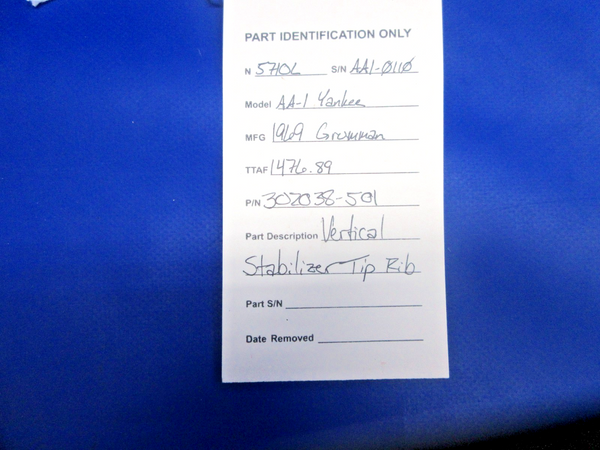 PART IDENTIFICATION ONLY
N 5710L S/N AA1-0110
Model AA-1 Yankee
MFG 1969 Grumman
TTAF 1476.89
P/N 302038-501
Part Description Vertical
Stabilizer Tip Rib
Part S/N
Date Removed